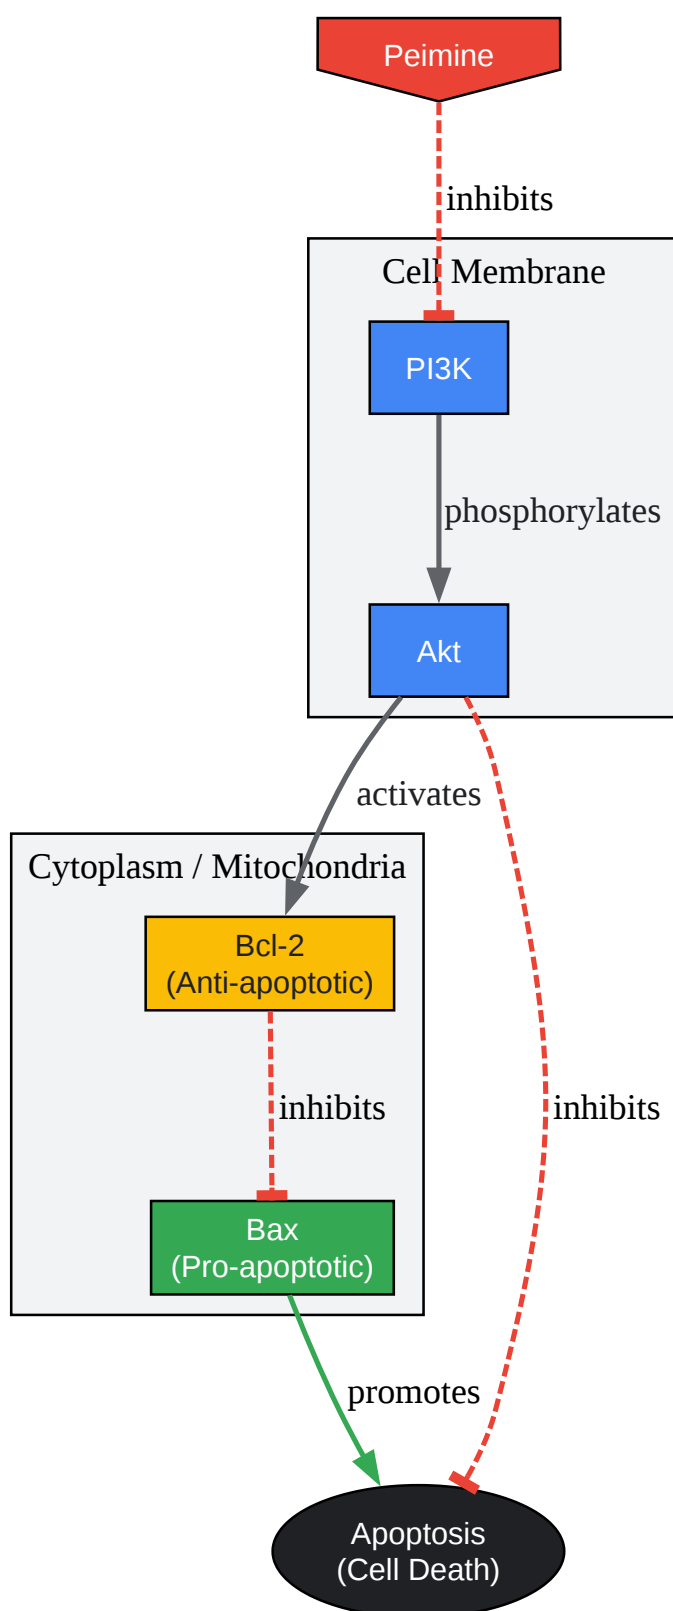 Peimine
inhibits
Cell Membrane
PI3K
phosphorylates
Akt
activates
Cytoplasm / Mitochondria
Bcl-2
(Anti-apoptotic)
inhibits
inhibits
Bax
(Pro-apoptotic)
promotes
Apoptosis
(Cell Death)